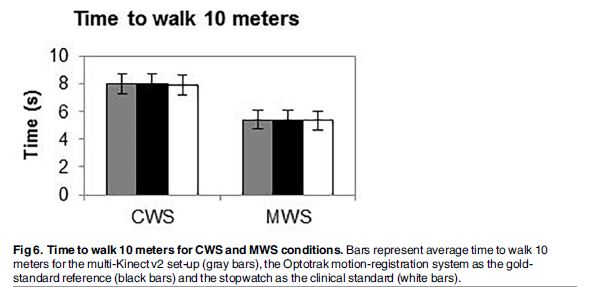 Time to walk 10 meters
10
8
6
4
2
0
Time (s)
CWS
MWS
Fig 6. Time to walk 10 meters for CWS and MWS conditions. Bars represent average time to walk 10
meters for the multi-Kinect v2 set-up (gray bars), the Optotrak motion-registration system as the gold-
standard reference (black bars) and the stopwatch as the clinical standard (white bars).